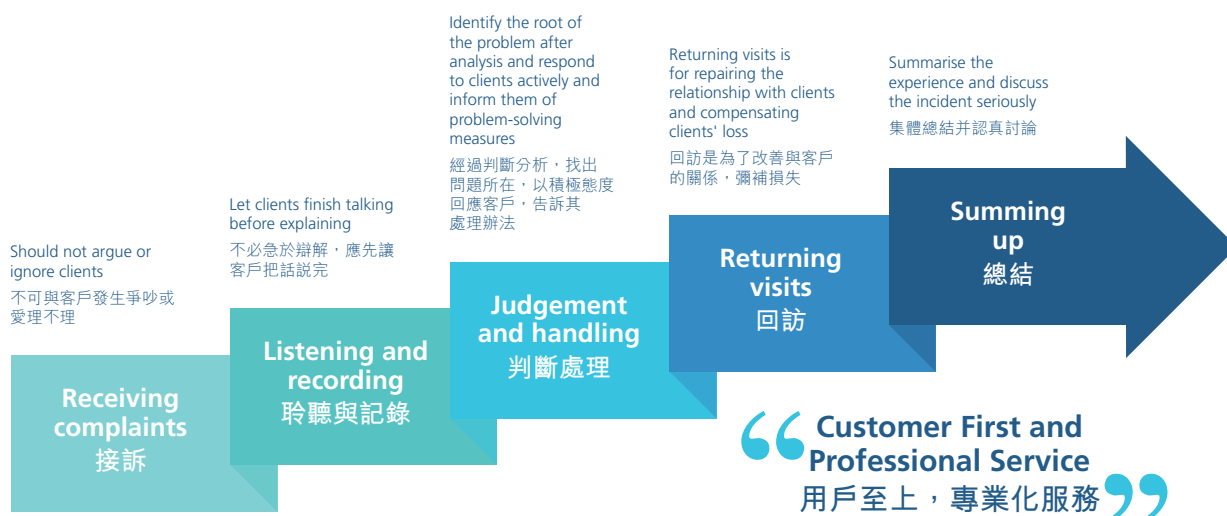 Should not argue or
ignore clients
不可與客戶發生爭吵或
愛理不理
Receiving
complaints
接訴
Let clients finish talking
before explaining
不必急於辯解，應先讓
客戶把話説完
Listening and
recording
聆聽與記錄
Identify the root of
the problem after
analysis and respond
to clients actively and
inform them of
problem-solving
measures
經過判斷分析，找出
問題所在，以積極態度
回應客戶，告訴其
處理辦法
Judgement
and handling
判斷處理
Returning visits is
for repairing the
relationship with clients
and compensating
clients' loss
回訪是為了改善與客戶
的關係，彌補損失
Returning
visits
回訪
Summarise the
experience and discuss
the incident seriously
集體總結并認真討論
Summing
up
總結
“Customer First and
Professional Service
用戶至上，專業化服務”